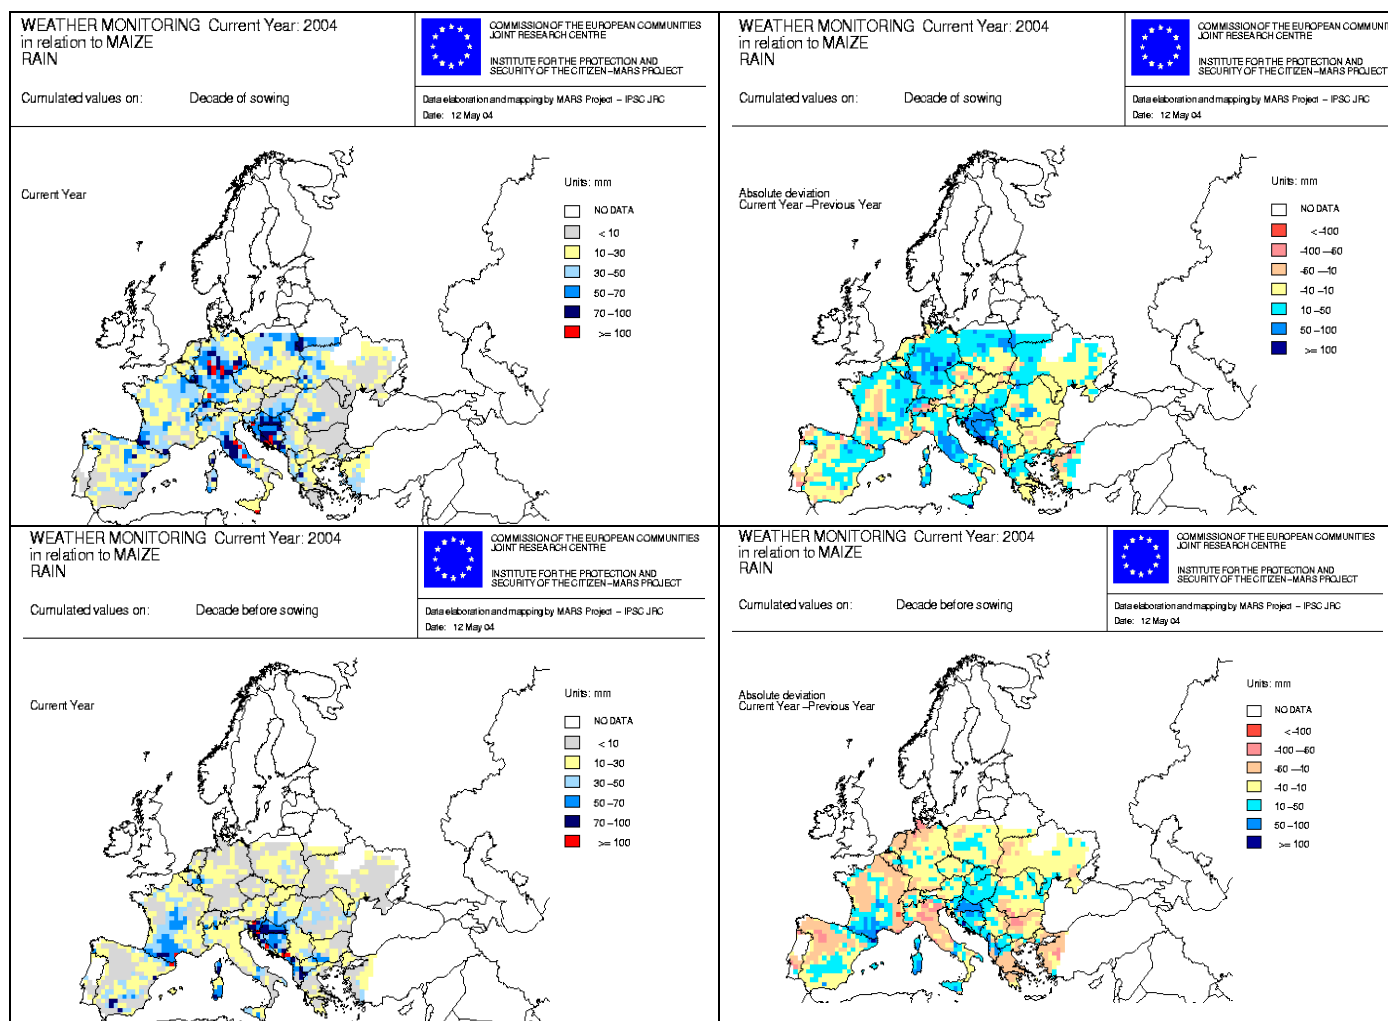 WEATHER MONITORING Current Year: 2004
in relation to MAIZE
RAIN
COMMISSION OF THE EUROPEAN COMMUNITIES
JOINT RESEARCH CENTRE
INSTITUTE FOR THE PROTECTION AND
SECURITY OF THE CITIZEN-MARS PROJECT
Cumulated values on: Decade of sowing
Data elaboration and mapping by MARS Project - IPSC JRC
Date: 12 May 04
Current Year
Units: mm
NO DATA
< 10
10 -30
30 -50
50 -70
70 -100
>= 100
WEATHER MONITORING Current Year: 2004
in relation to MAIZE
RAIN
COMMISSION OF THE EUROPEAN COMMUNITI
JOINT RESEARCH CENTRE
INSTITUTE FOR THE PROTECTION AND
SECURITY OF THE CITIZEN-MARS PROJECT
Cumulated values on: Decade of sowing
Data elaboration and mapping by MARS Project - IPSC JRC
Date: 12 May 04
Absolute deviation
Current Year -Previous Year
Units: mm
NO DATA
< -100
-100 -50
-50 -10
-10 -10
10 -50
50 -100
>= 100
WEATHER MONITORING Current Year: 2004
in relation to MAIZE
RAIN
COMMISSION OF THE EUROPEAN COMMUNITIES
JOINT RESEARCH CENTRE
INSTITUTE FOR THE PROTECTION AND
SECURITY OF THE CITIZEN-MARS PROJECT
Cumulated values on: Decade before sowing
Data elaboration and mapping by MARS Project - IPSC JRC
Date: 12 May 04
Current Year
Units: mm
NO DATA
< 10
10 -30
30 -50
50 -70
70 -100
>= 100
WEATHER MONITORING Current Year: 2004
in relation to MAIZE
RAIN
COMMISSION OF THE EUROPEAN COMMUNITIES
JOINT RESEARCH CENTRE
INSTITUTE FOR THE PROTECTION AND
SECURITY OF THE CITIZEN-MARS PROJECT
Cumulated values on: Decade before sowing
Data elaboration and mapping by MARS Project - IPSC JRC
Date: 12 May 04
Absolute deviation
Current Year -Previous Year
Units: mm
NO DATA
< -100
-100 -50
-50 -10
-10 -10
10 -50
50 -100
>= 100